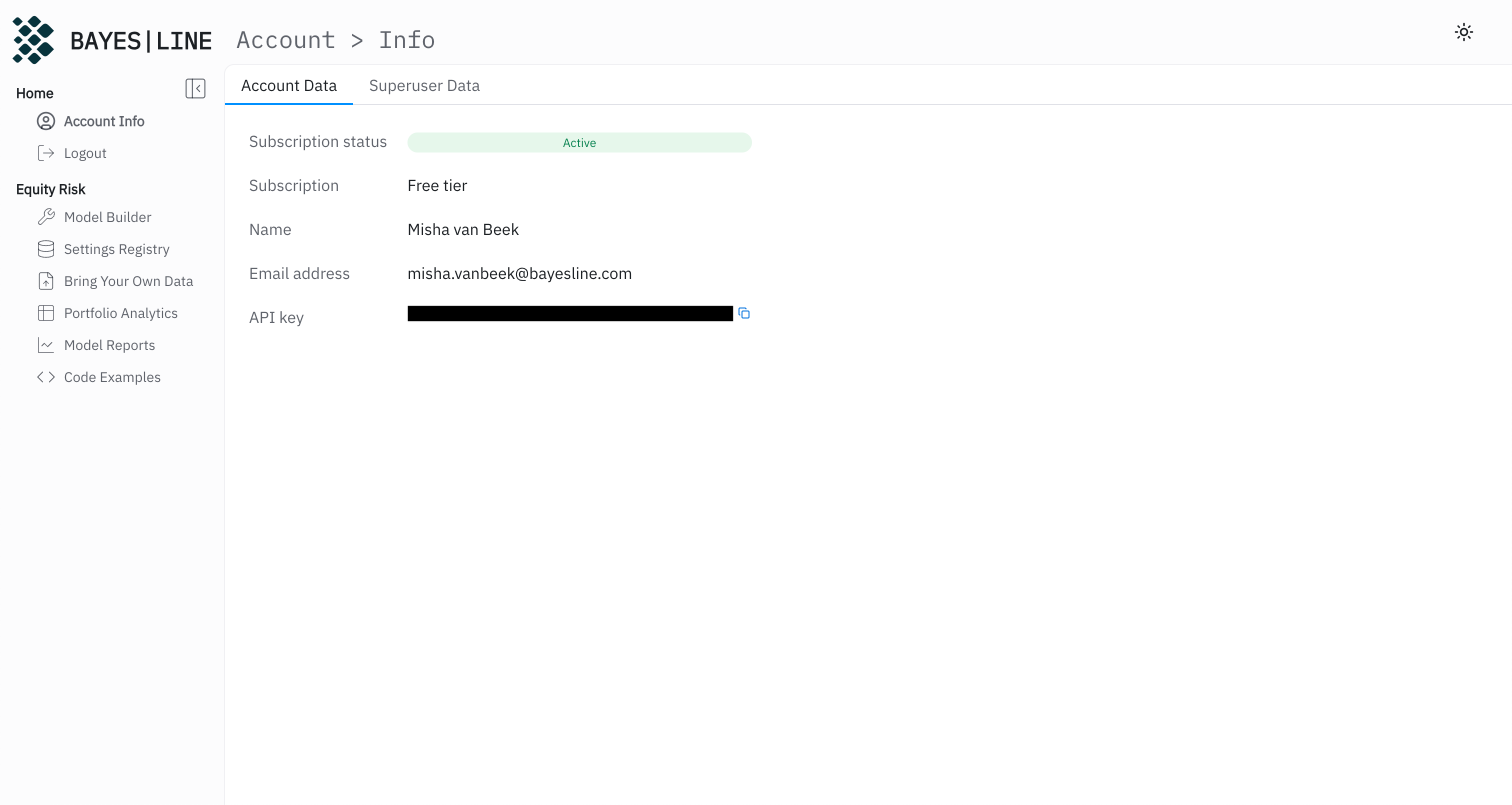 BAYES|LINE
Account > Info
Home
Account Info
Logout
Equity Risk
Model Builder
Settings Registry
Bring Your Own Data
Portfolio Analytics
Model Reports
Code Examples
Account Data Superuser Data
Subscription status Active
Subscription Free tier
Name Misha van Beek
Email address misha.vanbeek@bayesline.com
API key